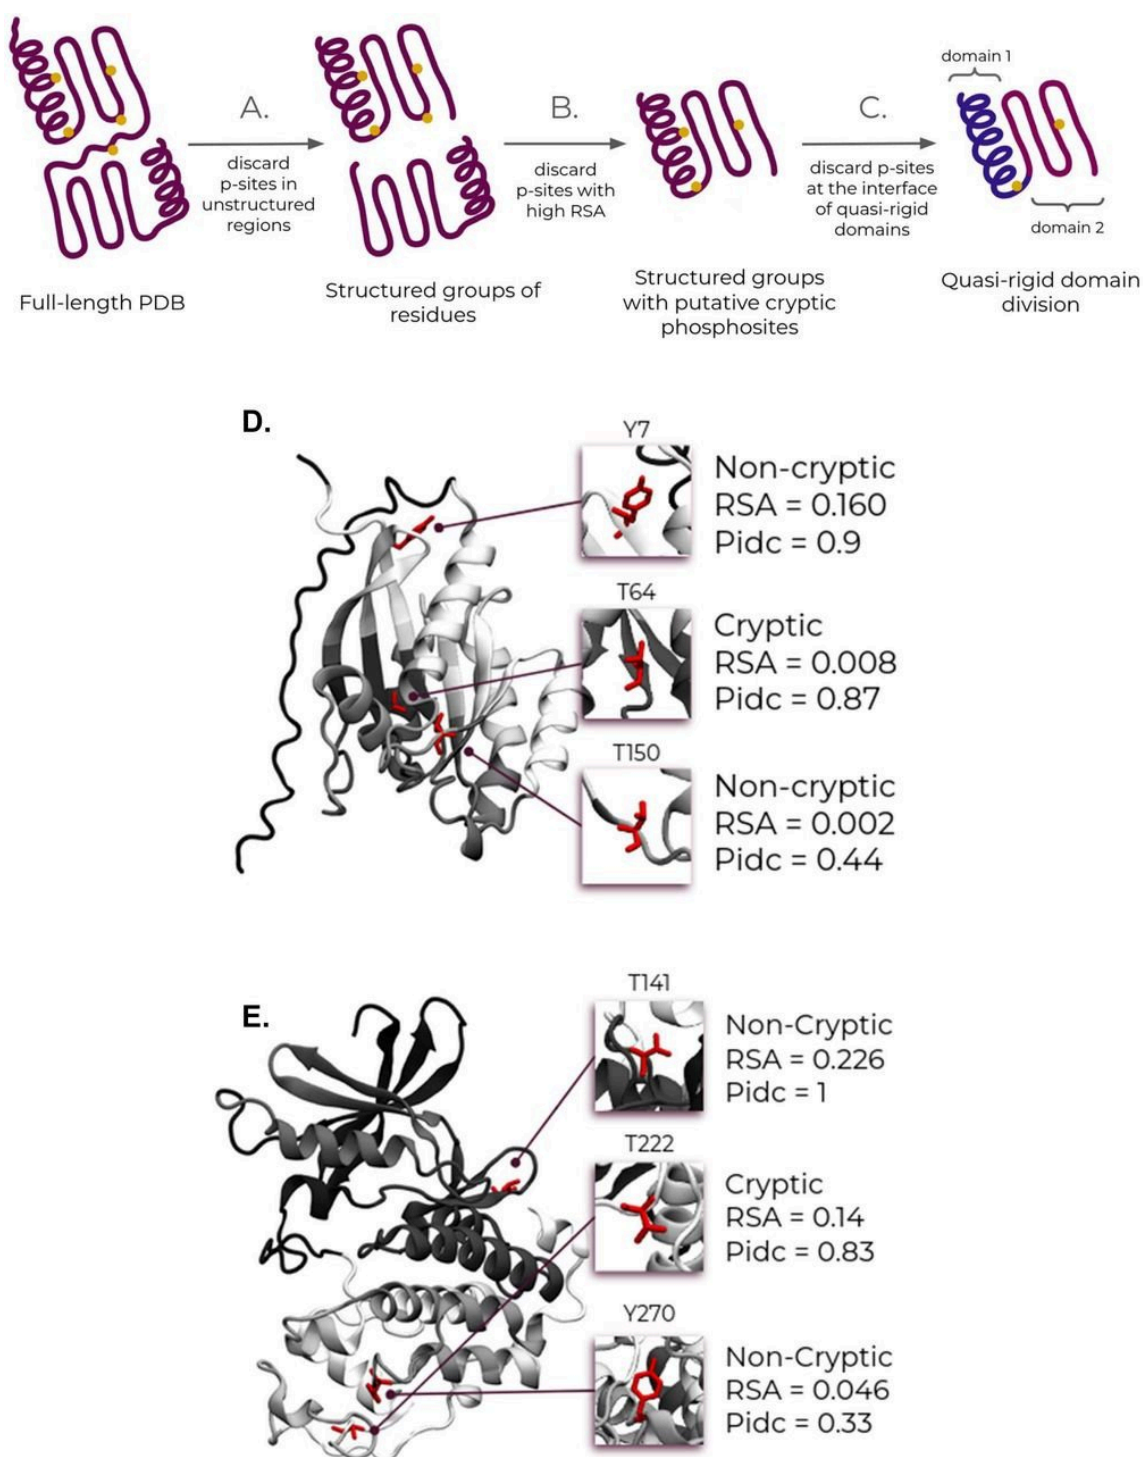 domain 1
A.
B.
C.
discard
p-sites in
unstructured
regions
discard
p-sites with
high RSA
discard p-sites
at the interface
of quasi-rigid
domains
domain 2
Full-length PDB
Structured groups of
residues
Structured groups
with putative cryptic
phosphosites
Quasi-rigid domain
division
D.
Y7
Non-cryptic
RSA = 0.160
Pidc = 0.9
T64
Cryptic
RSA = 0.008
Pidc = 0.87
T150
Non-cryptic
RSA = 0.002
Pidc = 0.44
E.
T141
Non-Cryptic
RSA = 0.226
Pidc = 1
T222
Cryptic
RSA = 0.14
Pidc = 0.83
Y270
Non-Cryptic
RSA = 0.046
Pidc = 0.33